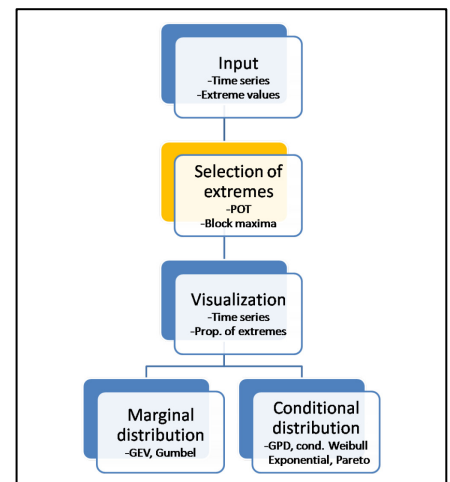 Input
-Time series
-Extreme values
Selection of
extremes
-POT
-Block maxima
Visualization
-Time series
-Prop. of extremes
Marginal
distribution
-GEV, Gumbel
Conditional
distribution
-GPD, cond. Weibull
Exponential, Pareto